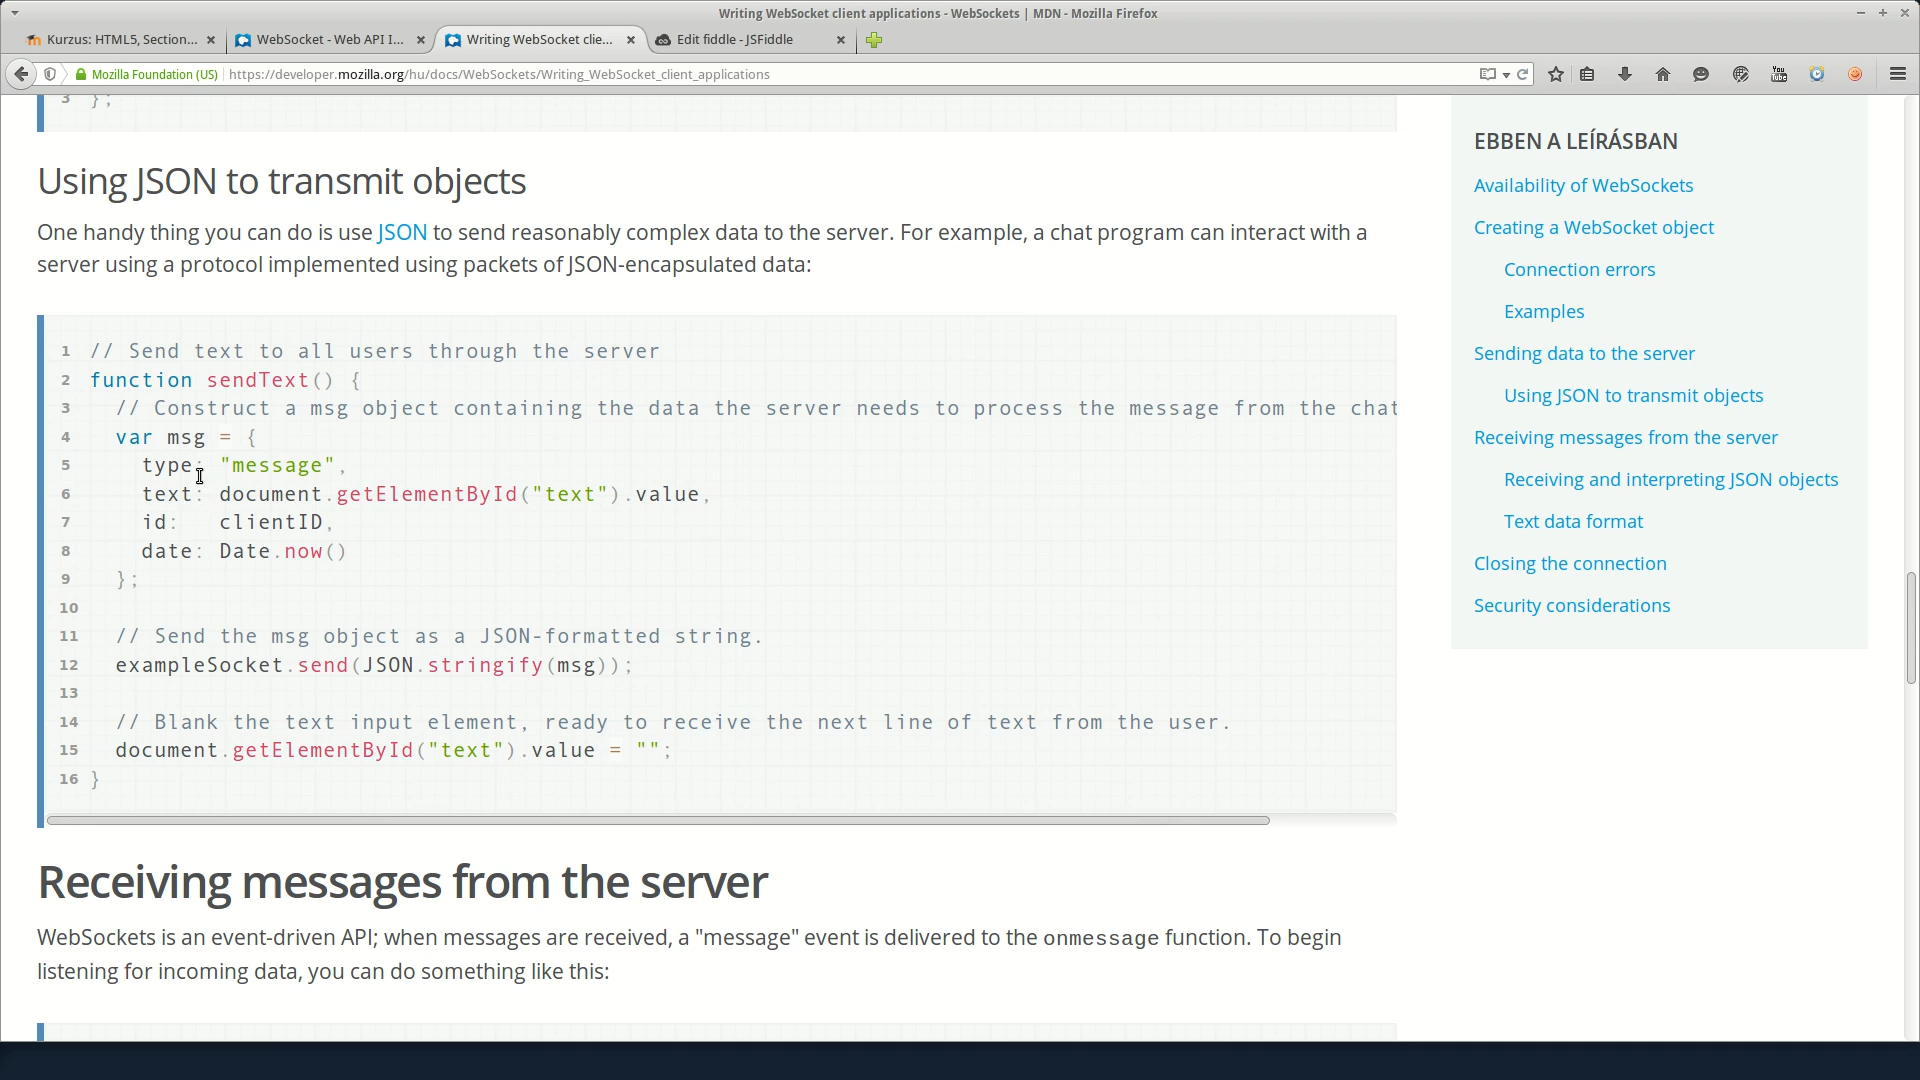 Writing WebSocket client applications - WebSockets | MDN - Mozilla Firefox
Kurzus: HTML5, Section...
WebSocket - Web API I...
Writing WebSocket clie...
Edit fiddle - JSFiddle
Mozilla Foundation (US)
https://developer.mozilla.org/hu/docs/WebSockets/Writing_WebSocket_client_applications
You Tube
3 };
Using JSON to transmit objects
One handy thing you can do is use JSON to send reasonably complex data to the server. For example, a chat program can interact with a
server using a protocol implemented using packets of JSON-encapsulated data:
1 // Send text to all users through the server
2 function sendText() {
3 // Construct a msg object containing the data the server needs to process the message from the chat
4 var msg = {
5 type: "message",
6 text: document.getElementById("text").value,
7 id: clientID,
8 date: Date.now()
9 };
10
11 // Send the msg object as a JSON-formatted string.
12 exampleSocket.send(JSON.stringify(msg));
13
14 // Blank the text input element, ready to receive the next line of text from the user.
15 document.getElementById("text").value = "";
16 }
Receiving messages from the server
WebSockets is an event-driven API; when messages are received, a "message" event is delivered to the onmessage function. To begin
listening for incoming data, you can do something like this:
EBBEN A LEÍRÁSBAN
Availability of WebSockets
Creating a WebSocket object
Connection errors
Examples
Sending data to the server
Using JSON to transmit objects
Receiving messages from the server
Receiving and interpreting JSON objects
Text data format
Closing the connection
Security considerations